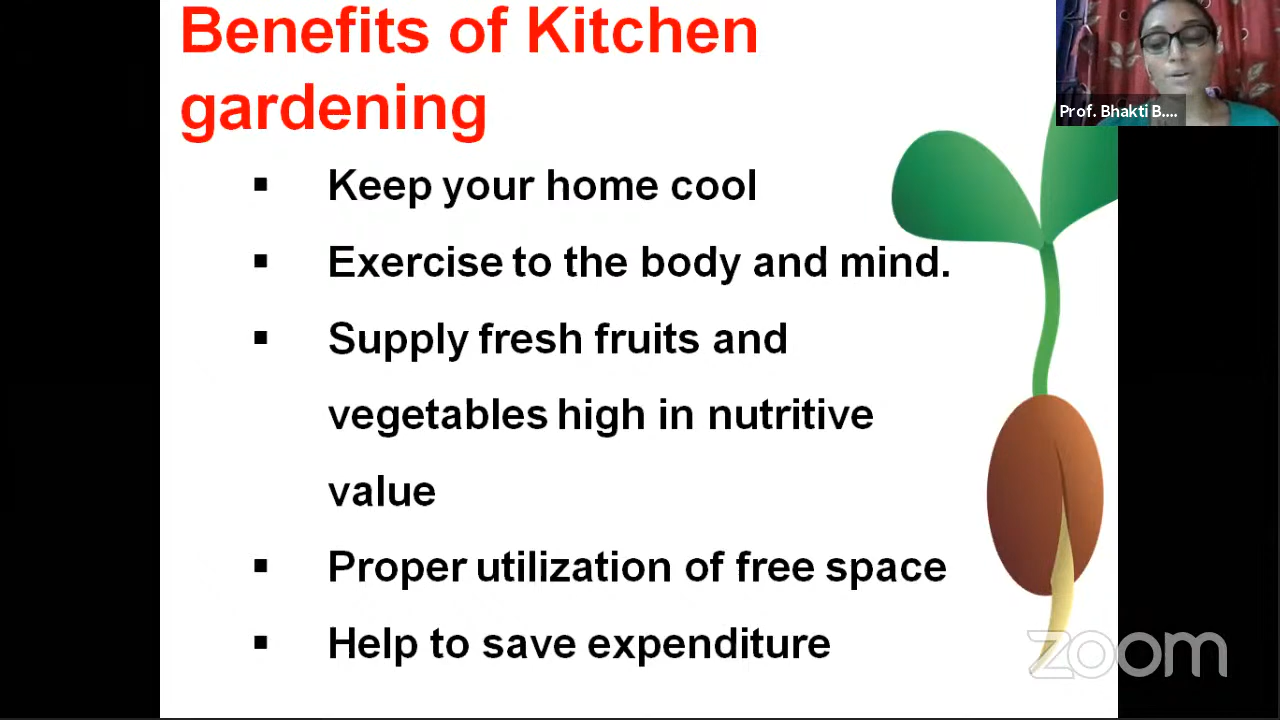 Benefits of Kitchen
gardening
Prof. Bhakti B....
▪ Keep your home cool
▪ Exercise to the body and mind.
▪ Supply fresh fruits and
vegetables high in nutritive
value
▪ Proper utilization of free space
▪ Help to save expenditure
zoom